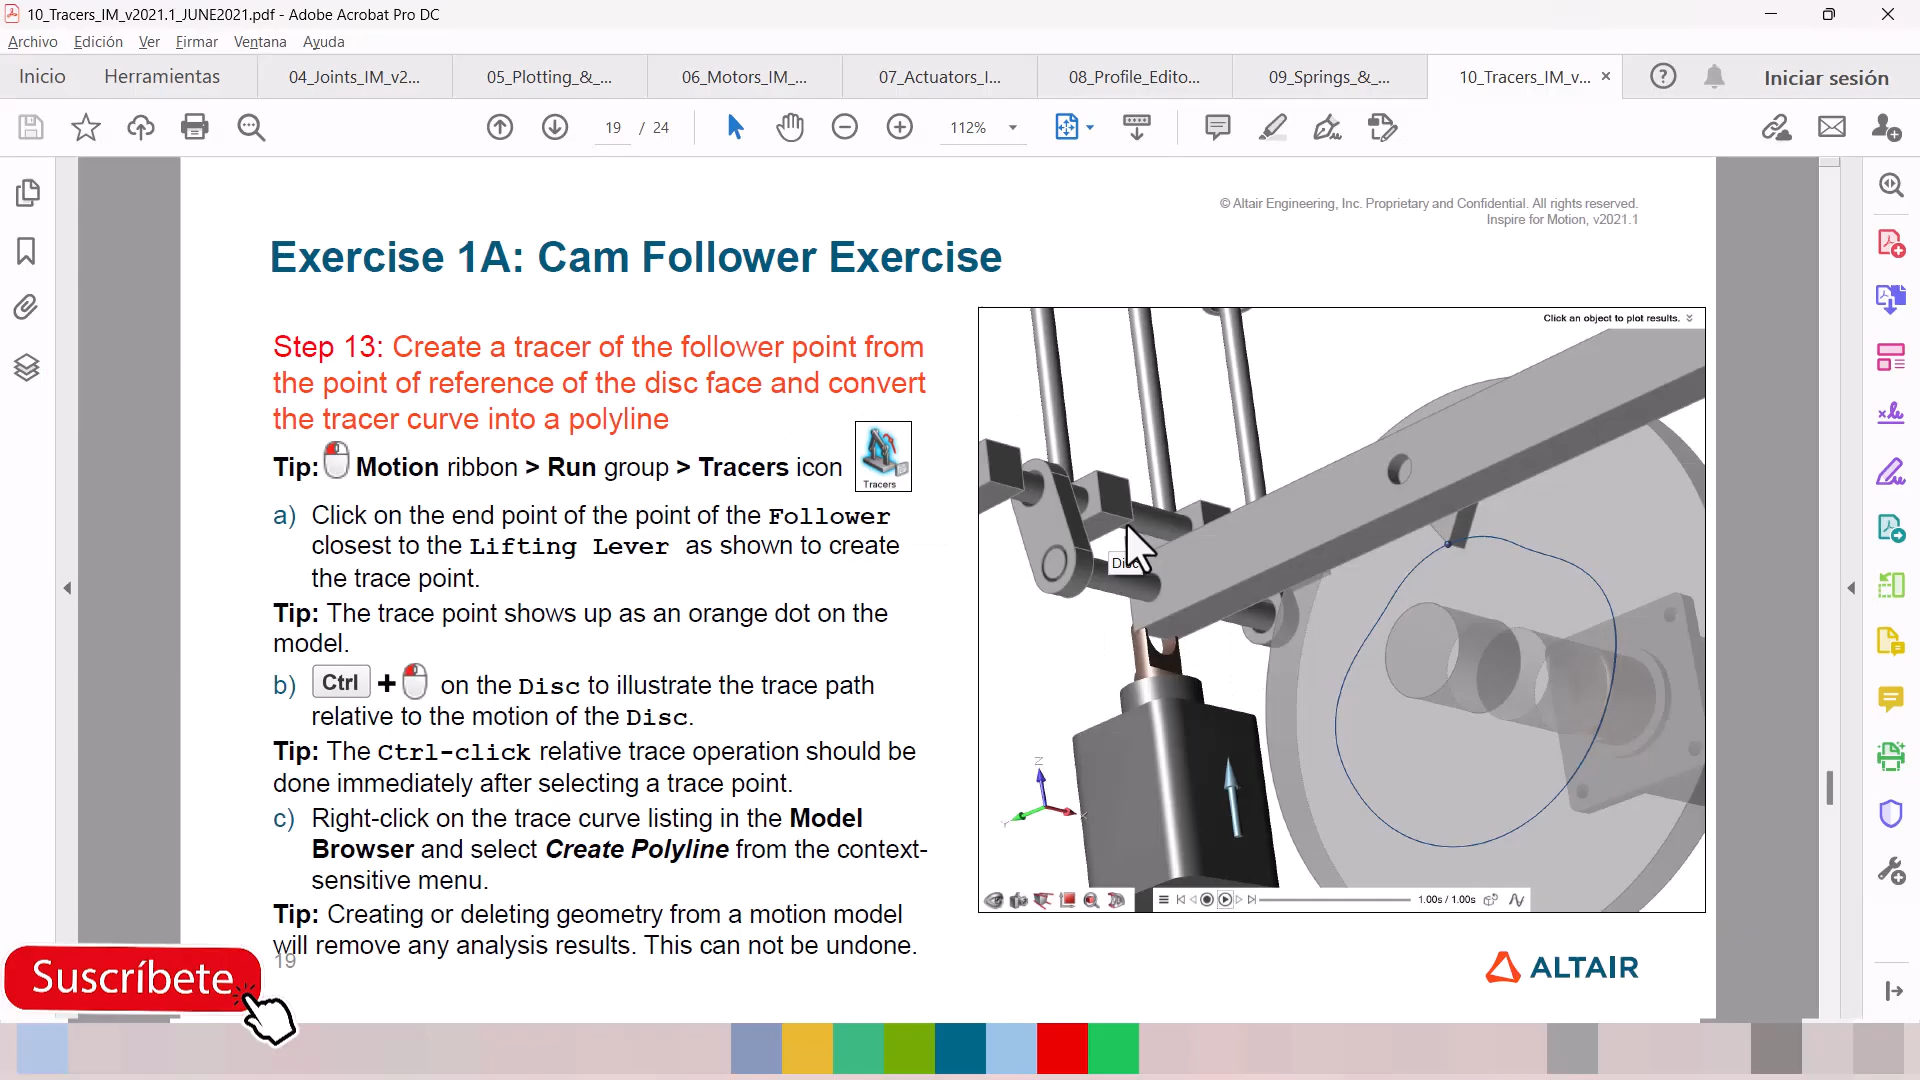 10_Tracers_IM_v2021.1_JUNE2021.pdf - Adobe Acrobat Pro DC
Archivo Edición Ver Firmar Ventana Ayuda
Inicio Herramientas 04_Joints_IM_v2... 05_Plotting_&_... 06_Motors_IM_... 07_Actuators_I... 08_Profile_Edito... 09_Springs_&_... 10_Tracers_IM_v... Iniciar sesión
19 / 24 112%
© Altair Engineering, Inc. Proprietary and Confidential. All rights reserved.
Inspire for Motion, v2021.1
Exercise 1A: Cam Follower Exercise
Step 13: Create a tracer of the follower point from
the point of reference of the disc face and convert
the tracer curve into a polyline
Tip: Motion ribbon > Run group > Tracers icon
Tracers
a) Click on the end point of the point of the Follower
closest to the Lifting Lever as shown to create
the trace point.
Tip: The trace point shows up as an orange dot on the
model.
b) Ctrl + on the Disc to illustrate the trace path
relative to the motion of the Disc.
Tip: The Ctrl-click relative trace operation should be
done immediately after selecting a trace point.
c) Right-click on the trace curve listing in the Model
Browser and select Create Polyline from the context-
sensitive menu.
Tip: Creating or deleting geometry from a motion model
will remove any analysis results. This can not be undone.
19
Click an object to plot results.
Disc
Z
Y
X
1.00s / 1.00s
ALTAIR
Suscríbete